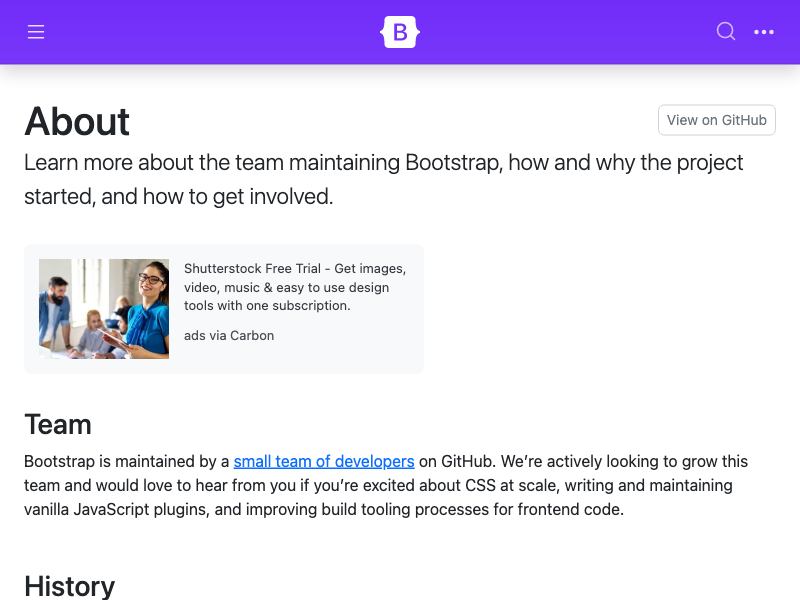 B
About
View on GitHub
Learn more about the team maintaining Bootstrap, how and why the project
started, and how to get involved.
Shutterstock Free Trial - Get images,
video, music & easy to use design
tools with one subscription.
ads via Carbon
Team
Bootstrap is maintained by a small team of developers on GitHub. We’re actively looking to grow this
team and would love to hear from you if you’re excited about CSS at scale, writing and maintaining
vanilla JavaScript plugins, and improving build tooling processes for frontend code.
History